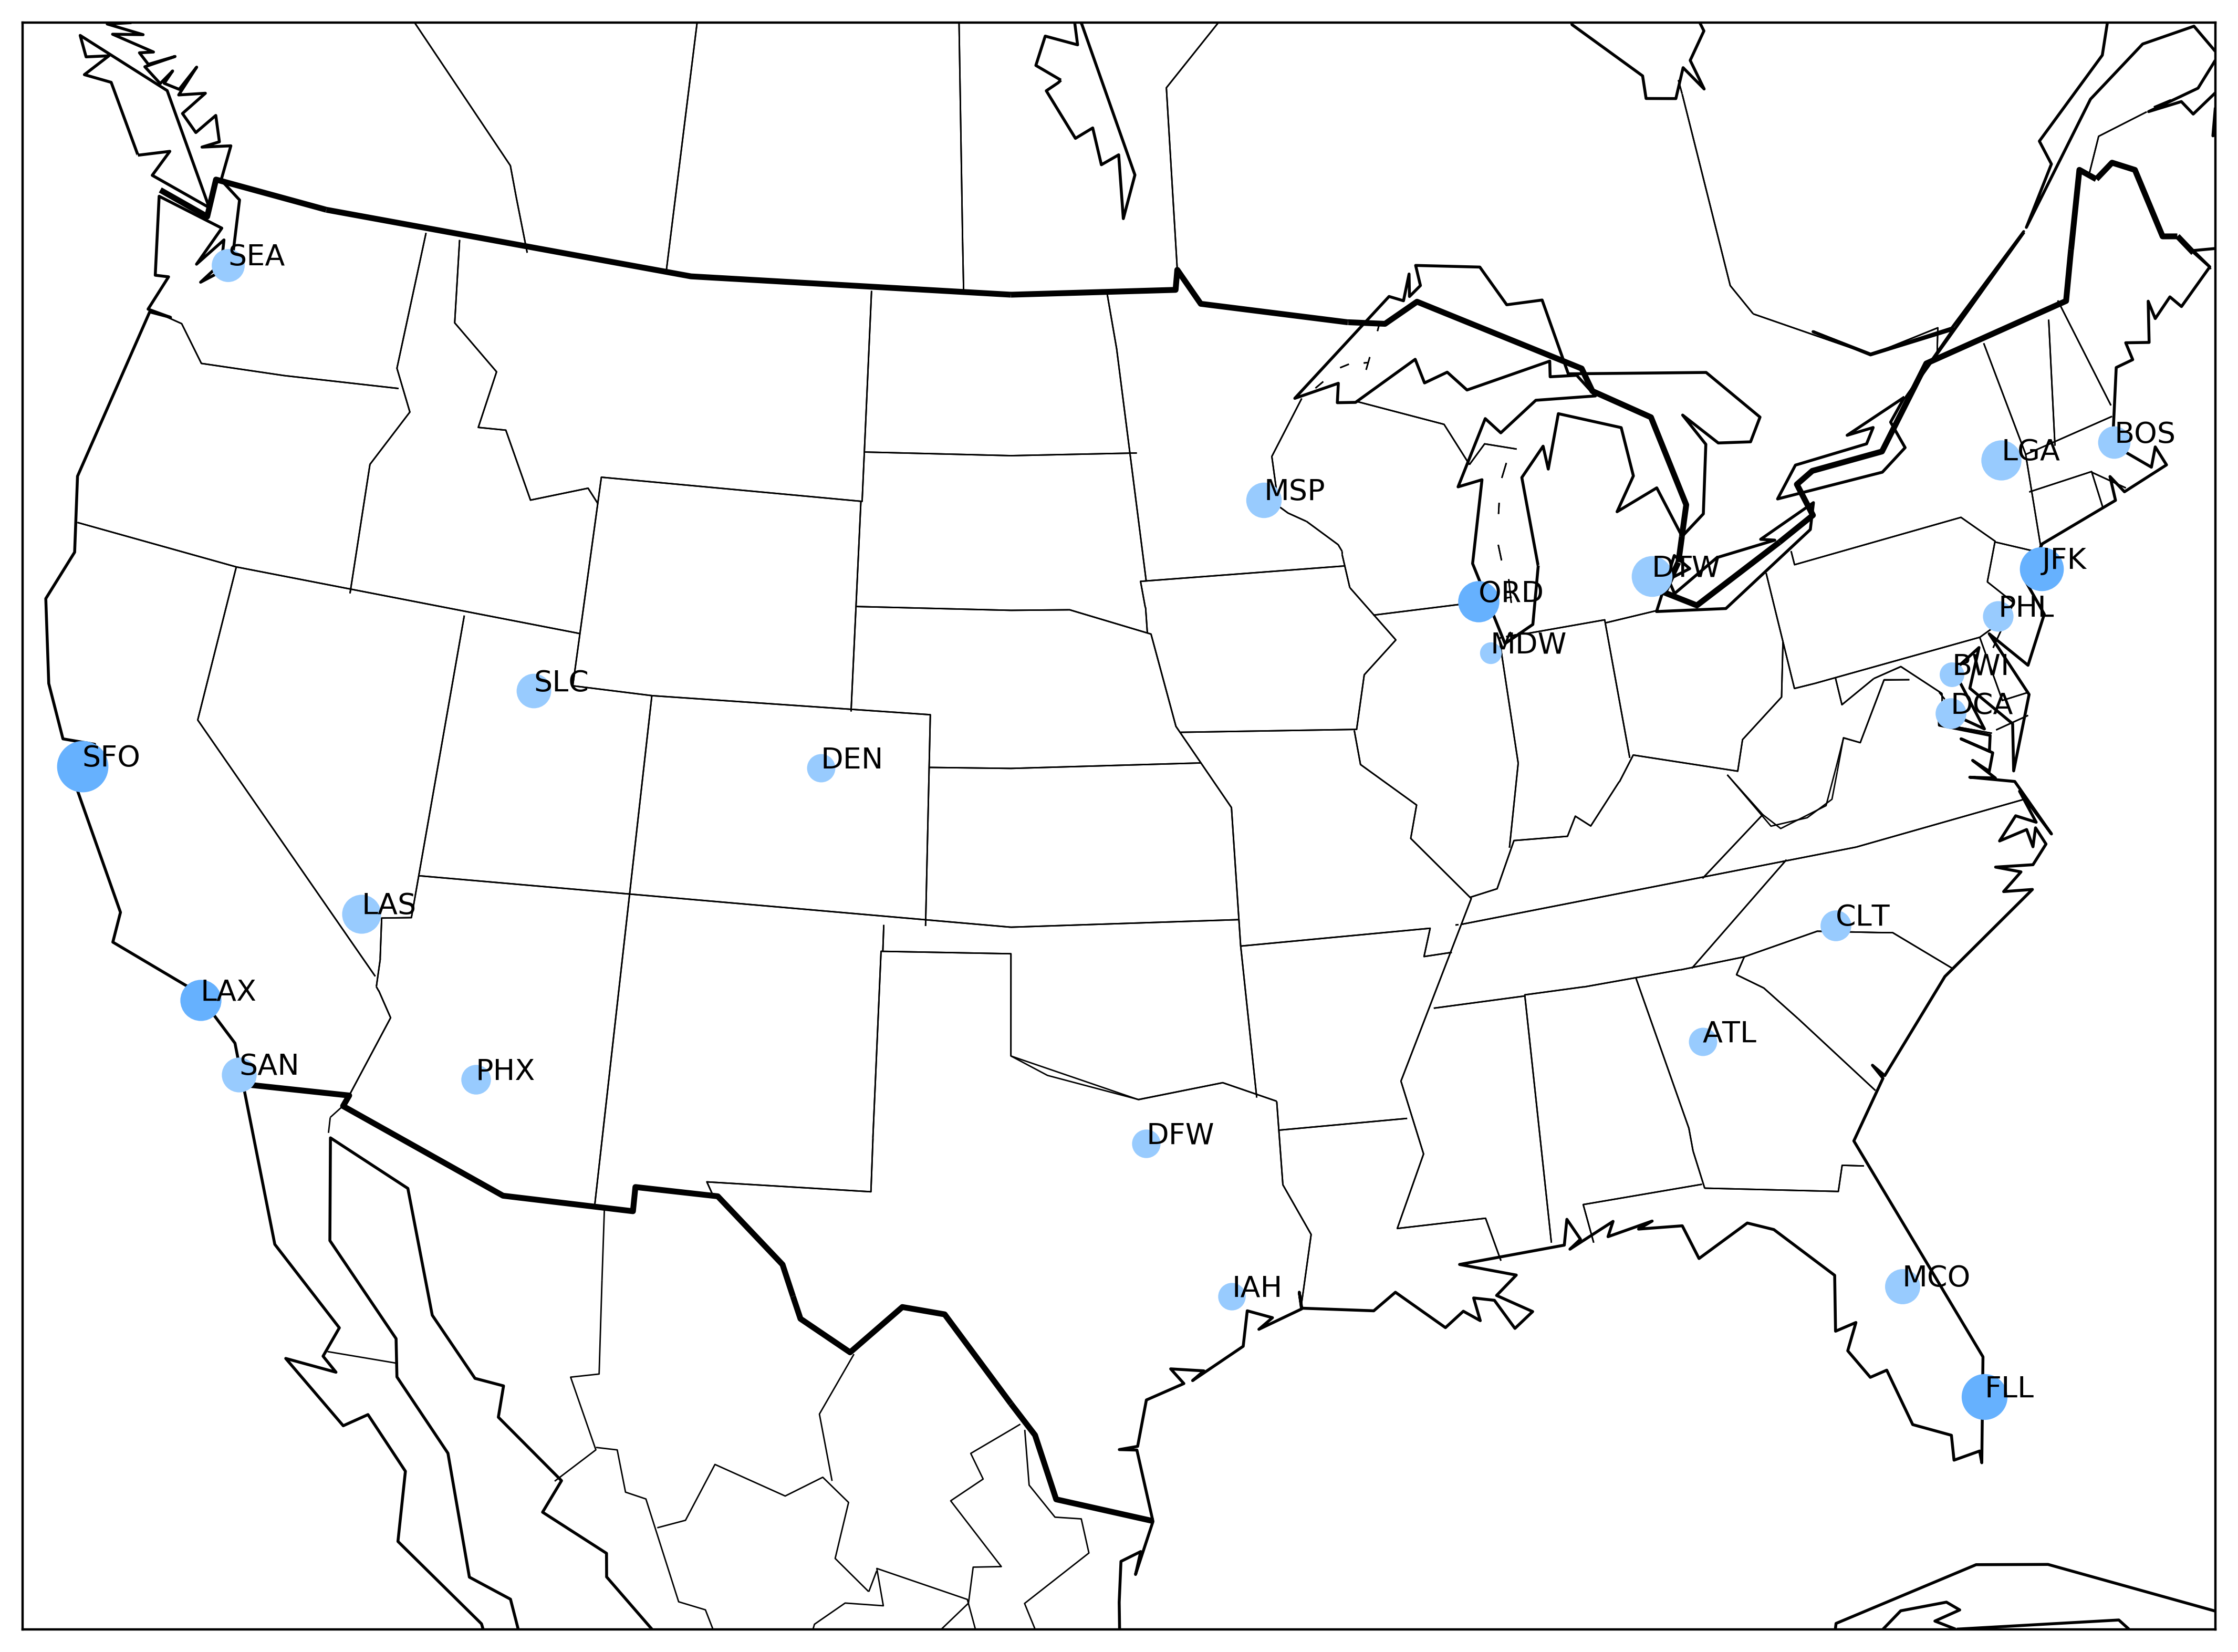 SEA
BOS
LGA
MSP
JFK
DTW
ORD
PHL
MDW
BWI
SLC
DCA
SFO
DEN
LAS
CLT
LAX
ATL
SAN
PHX
DFW
MCO
IAH
FLL